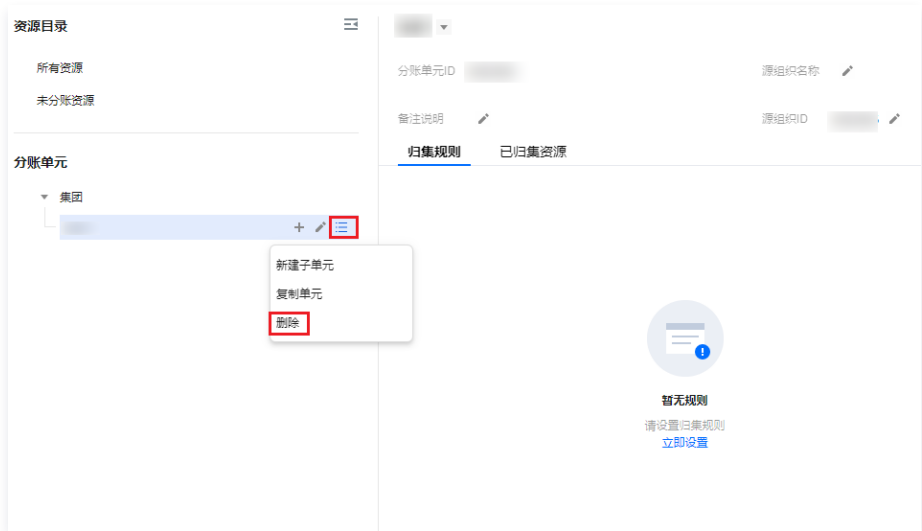 资源目录
所有资源
未分账资源
分账单元
集团
新建子单元
复制单元
删除
分账单元ID
源组织名称
备注说明
源组织ID
归集规则
已归集资源
暂无规则
请设置归集规则
立即设置